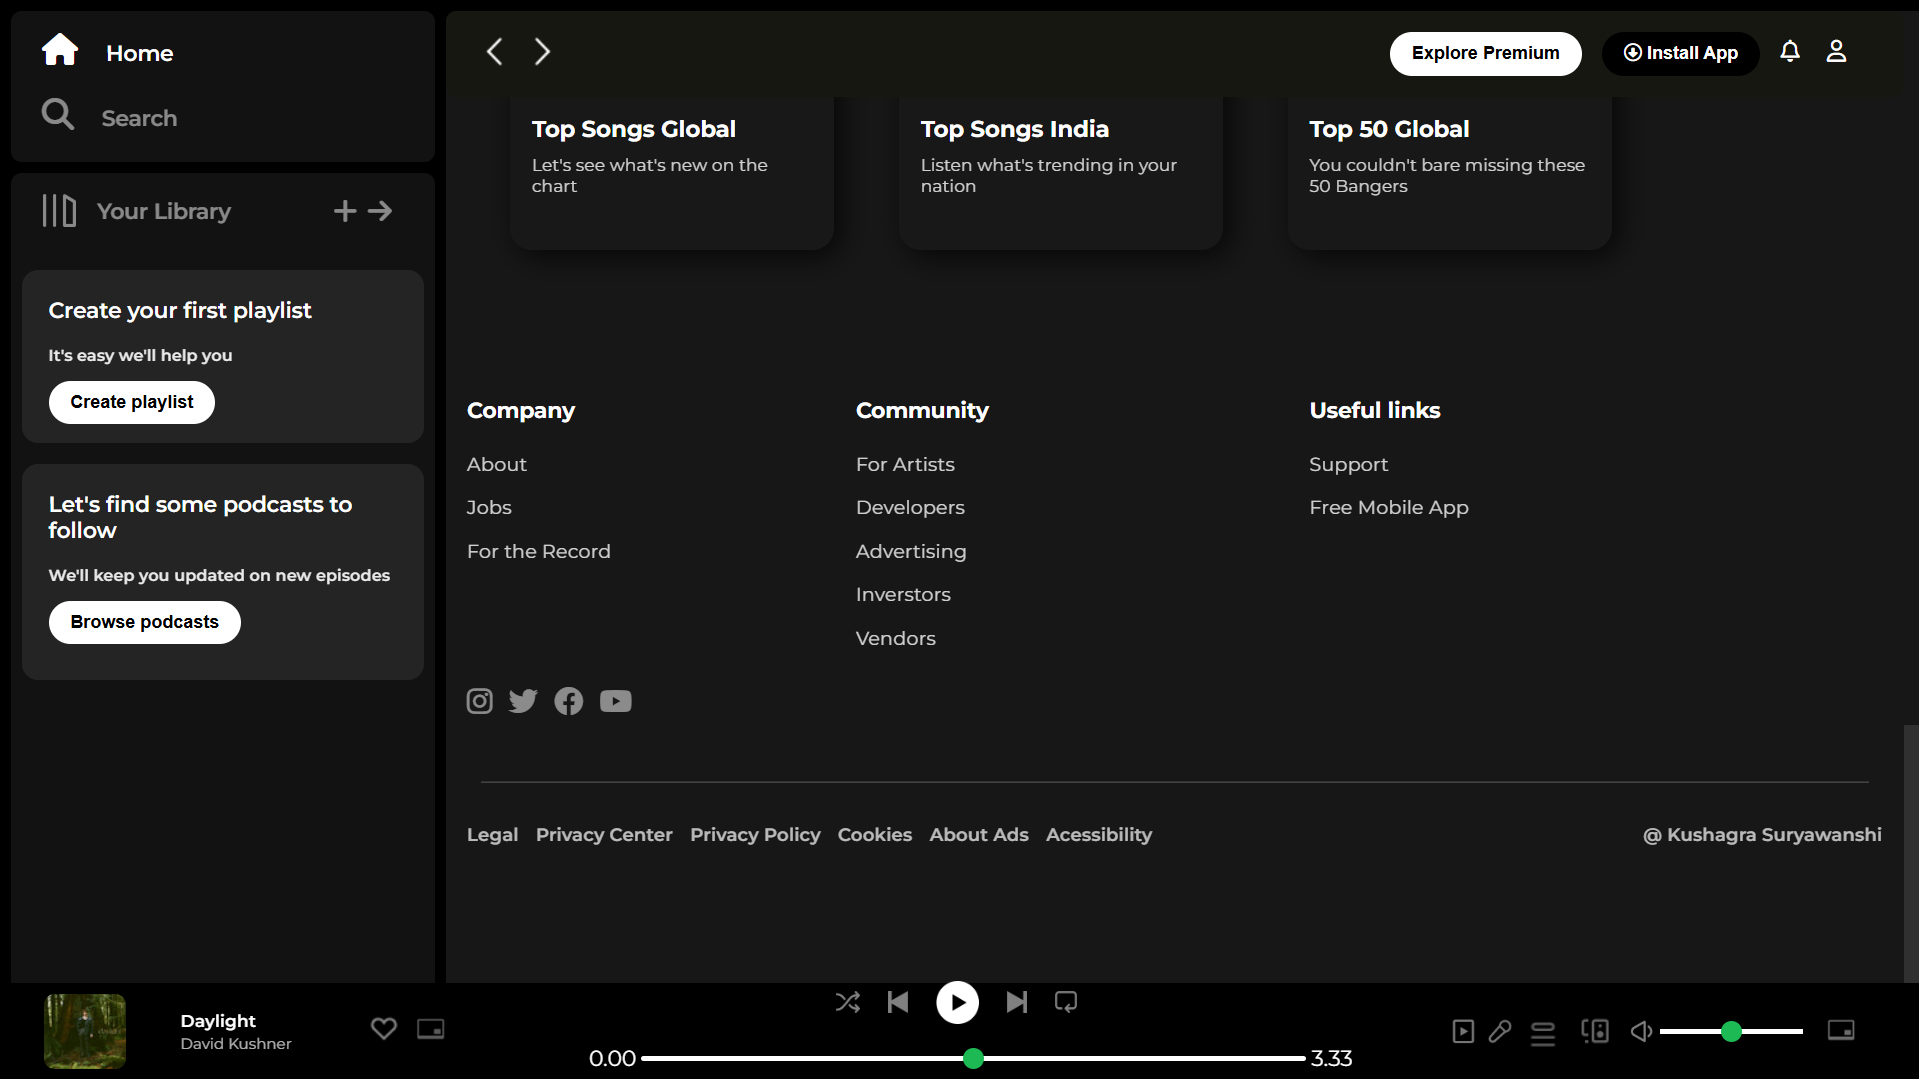 Home
Search
Your Library
Create your first playlist
It's easy we'll help you
Create playlist
Let's find some podcasts to
follow
We'll keep you updated on new episodes
Browse podcasts
Explore Premium
Install App
Top Songs Global
Let's see what's new on the
chart
Top Songs India
Listen what's trending in your
nation
Top 50 Global
You couldn't bare missing these
50 Bangers
Company
About
Jobs
For the Record
Community
For Artists
Developers
Advertising
Inverstors
Vendors
Useful links
Support
Free Mobile App
Legal Privacy Center Privacy Policy Cookies About Ads Acessibility
@ Kushagra Suryawanshi
Daylight
David Kushner
0.00
3.33